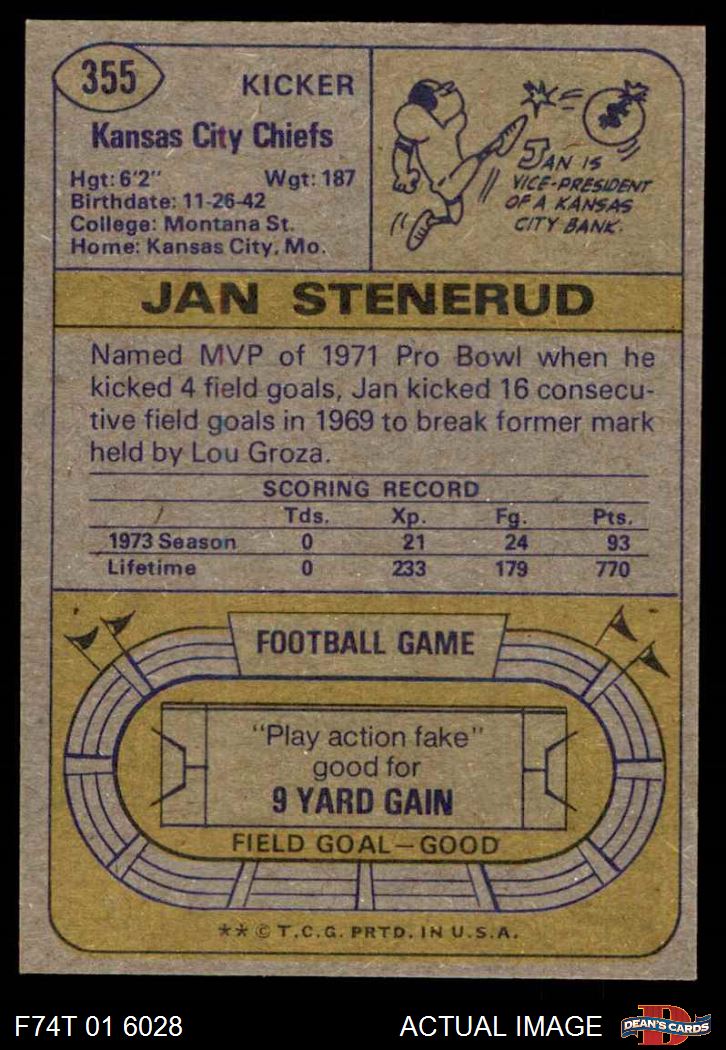 355
KICKER
Kansas City Chiefs
Hgt: 6'2" Wgt: 187
Birthdate: 11-26-42
College: Montana St.
Home: Kansas City, Mo.
JAN IS
VICE-PRESIDENT
OF A KANSAS
CITY BANK.
JAN STENERUD
Named MVP of 1971 Pro Bowl when he
kicked 4 field goals, Jan kicked 16 consecu-
tive field goals in 1969 to break former mark
held by Lou Groza.
SCORING RECORD
Tds. Xp. Fg. Pts.
1973 Season 0 21 24 93
Lifetime 0 233 179 770
FOOTBALL GAME
"Play action fake"
good for
9 YARD GAIN
FIELD GOAL—GOOD
** © T.C.G. PRTD. IN U.S.A.
F74T 01 6028 ACTUAL IMAGE
D
DEAN'S CARDS